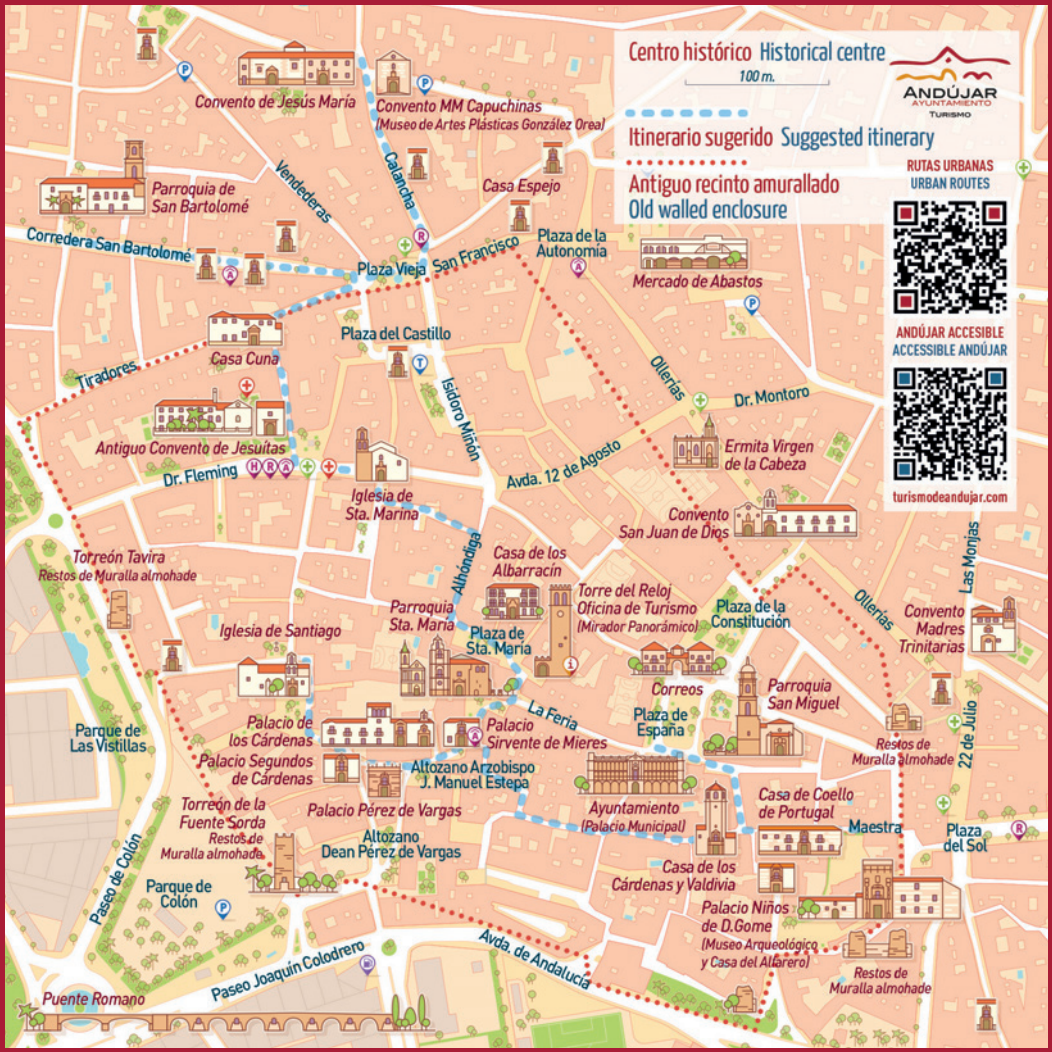 Centro histórico Historical centre
100 m.
ANDÚJAR
AYUNTAMIENTO
TURISMO
Itinerario sugerido Suggested itinerary
Antiguo recinto amurallado
Old walled enclosure
RUTAS URBANAS
URBAN ROUTES
ANDÚJAR ACCESIBLE
ACCESSIBLE ANDÚJAR
turismodeandujar.com
P
Convento de Jesús María
P
Convento MM Capuchinas
(Museo de Artes Plásticas González Orea)
Vendederas
Calancha
Casa Espejo
Parroquia de
San Bartolomé
Corredera San Bartolomé
A
R
Plaza Vieja
San Francisco
Plaza de la
Autonomía
A
Mercado de Abastos
P
Casa Cuna
Plaza del Castillo
T
Tiradores
Isidoro Miñón
Ollerías
Dr. Montoro
Antiguo Convento de Jesuítas
Dr. Fleming
H R A
Iglesia de
Sta. Marina
Avda. 12 de Agosto
Ermita Virgen
de la Cabeza
Convento
San Juan de Dios
Las Monjas
Torreón Tavira
Restos de Muralla almohade
Alhóndiga
Casa de los
Albarracín
Torre del Reloj
Oficina de Turismo
(Mirador Panorámico)
i
Plaza de la
Constitución
Ollerías
Convento
Madres
Trinitarias
Parroquia
Sta. María
Plaza de
Sta. María
Iglesia de Santiago
Correos
Parroquia
San Miguel
Plaza de
España
La Feria
Palacio de
los Cárdenas
Palacio
Sirvente de Mieres
A
Parque de
Las Vistillas
Palacio Segundos
de Cárdenas
Altozano Arzobispo
J. Manuel Estepa
Restos de
Muralla almohade
22 de Julio
Palacio Pérez de Vargas
Ayuntamiento
(Palacio Municipal)
Casa de Coello
de Portugal
Maestra
Plaza
del Sol
R
Torreón de la
Fuente Sorda
Restos de
Muralla almohade
Altozano
Dean Pérez de Vargas
Casa de los
Cárdenas y Valdivia
Paseo de Colón
Parque de
Colón
P
Palacio Niños
de D.Gome
(Museo Arqueológico
y Casa del Alfarero)
Restos de
Muralla almohade
Avda. de Andalucía
Paseo Joaquín Colodrero
Puente Romano